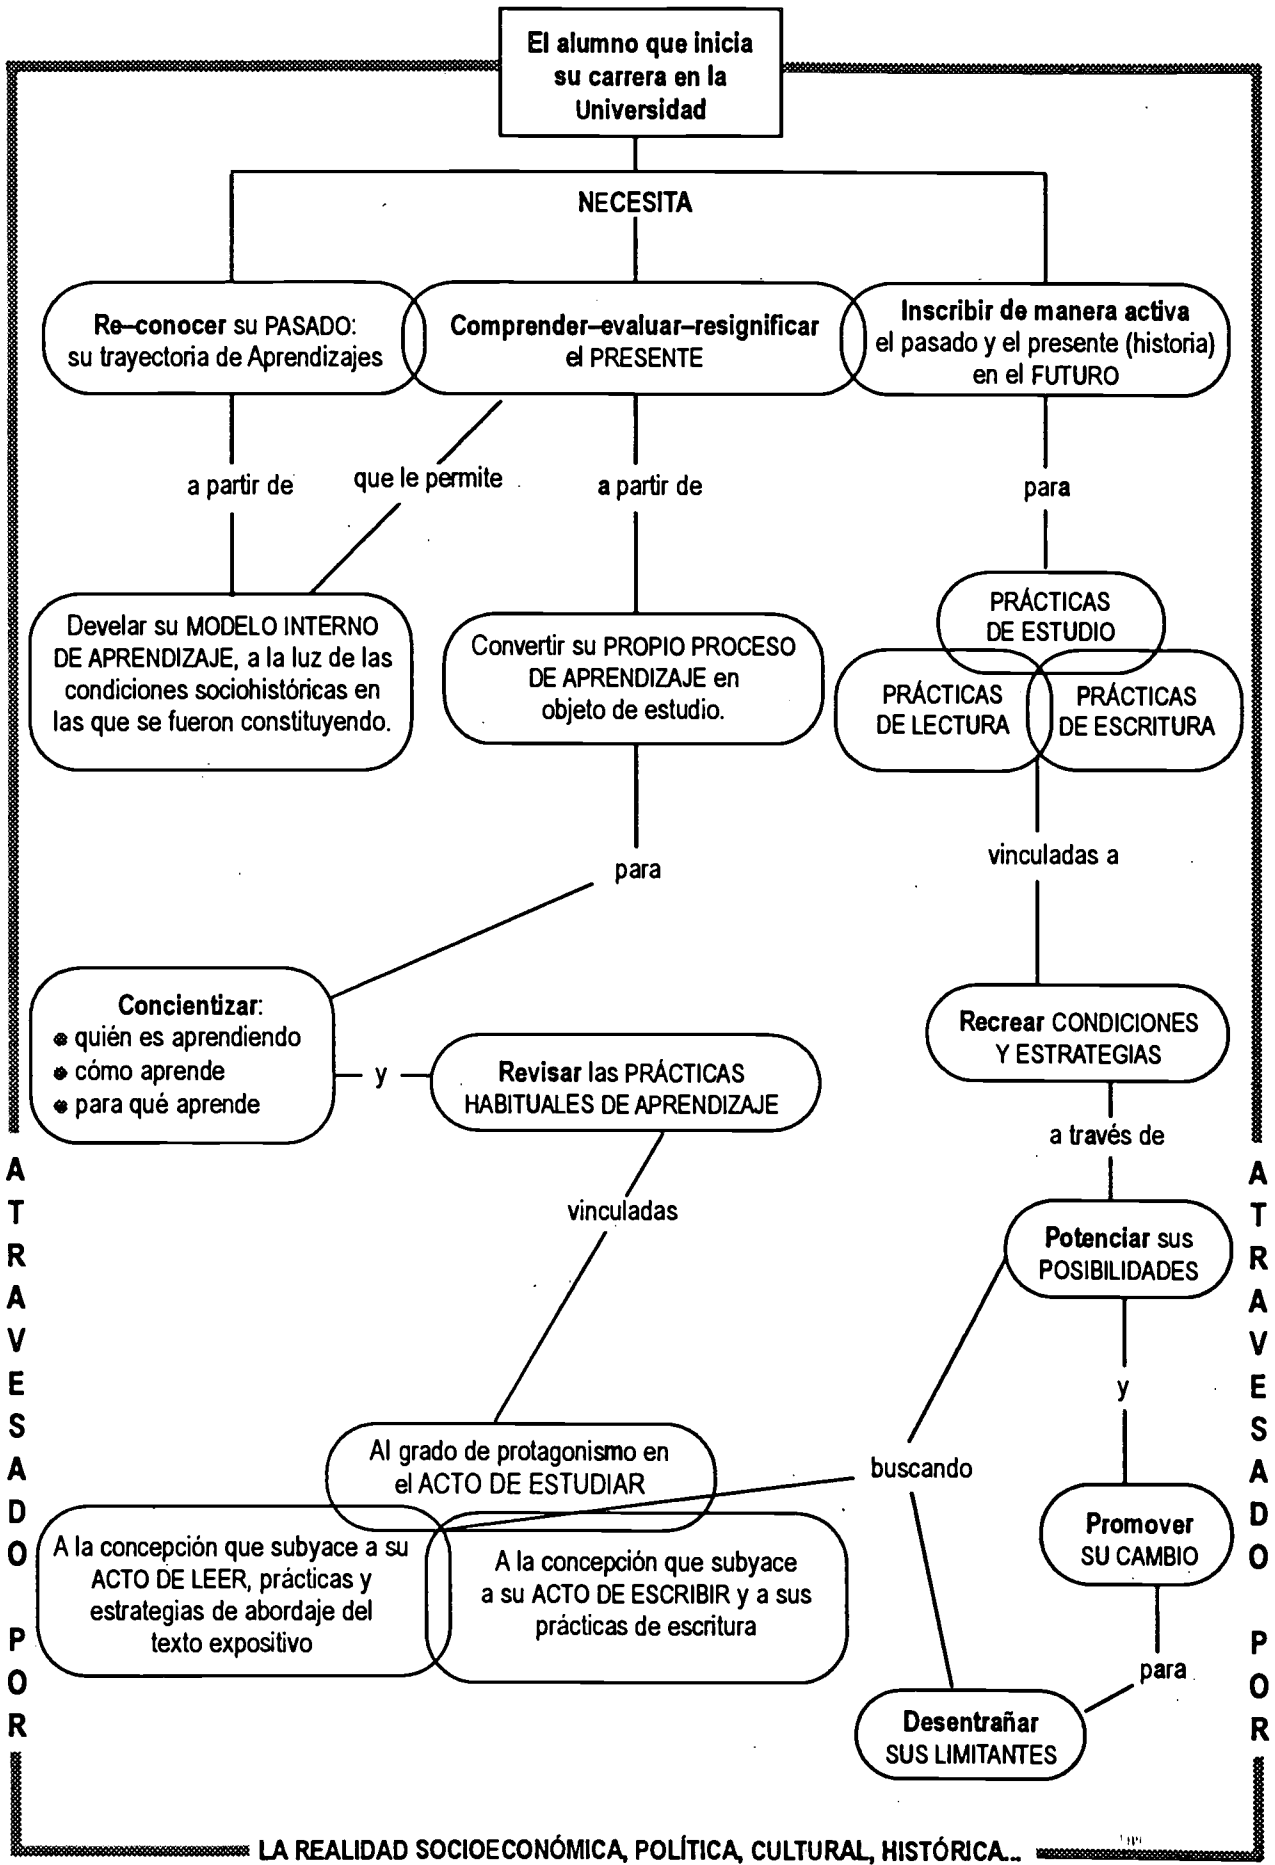 El alumno que inicia
su carrera en la
Universidad
NECESITA
Re–conocer su PASADO:
su trayectoria de Aprendizajes
Comprender–evaluar–resignificar
el PRESENTE
Inscribir de manera activa
el pasado y el presente (historia)
en el FUTURO
a partir de
que le permite
a partir de
para
Develar su MODELO INTERNO
DE APRENDIZAJE, a la luz de las
condiciones sociohistóricas en
las que se fueron constituyendo.
Convertir su PROPIO PROCESO
DE APRENDIZAJE en
objeto de estudio.
PRÁCTICAS
DE ESTUDIO
PRÁCTICAS
DE LECTURA
PRÁCTICAS
DE ESCRITURA
para
vinculadas a
Concientizar:
quién es aprendiendo
cómo aprende
para qué aprende
y
Revisar las PRÁCTICAS
HABITUALES DE APRENDIZAJE
Recrear CONDICIONES
Y ESTRATEGIAS
a través de
vinculadas
Potenciar sus
POSIBILIDADES
y
Al grado de protagonismo en
el ACTO DE ESTUDIAR
buscando
A la concepción que subyace a su
ACTO DE LEER, prácticas y
estrategias de abordaje del
texto expositivo
A la concepción que subyace
a su ACTO DE ESCRIBIR y a sus
prácticas de escritura
Promover
SU CAMBIO
para
Desentrañar
SUS LIMITANTES
ATRAVESADO POR
ATRAVESADO POR
LA REALIDAD SOCIOECONÓMICA, POLÍTICA, CULTURAL, HISTÓRICA...